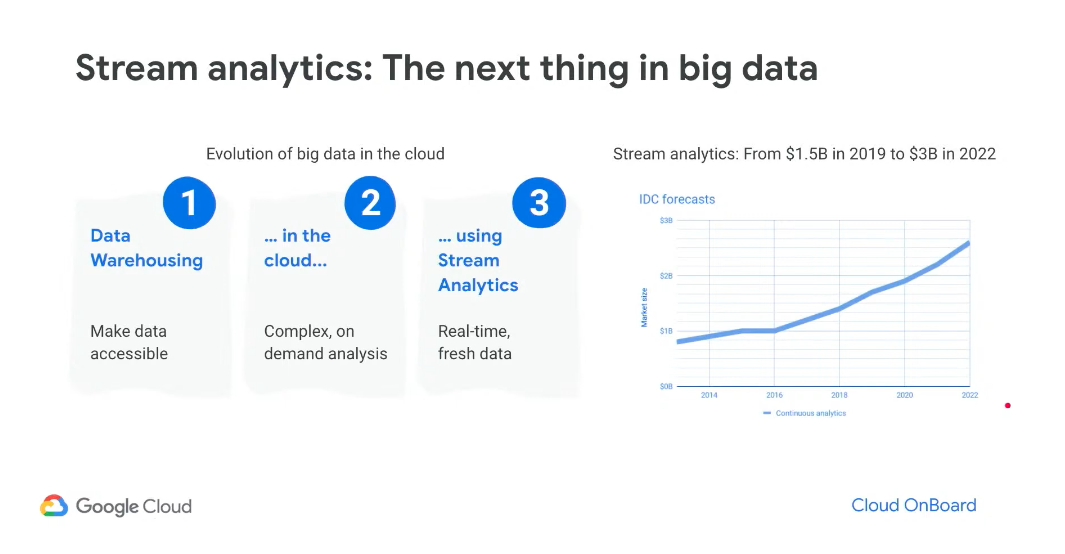 Stream analytics: The next thing in big data
Evolution of big data in the cloud
1
Data
Warehousing
Make data
accessible
2
... in the
cloud...
Complex, on
demand analysis
3
... using
Stream
Analytics
Real-time,
fresh data
Stream analytics: From $1.5B in 2019 to $3B in 2022
IDC forecasts
$3B
$2B
$1B
$0B
Market size
2014 2016 2018 2020 2022
Continuous analytics
Google Cloud
Cloud OnBoard